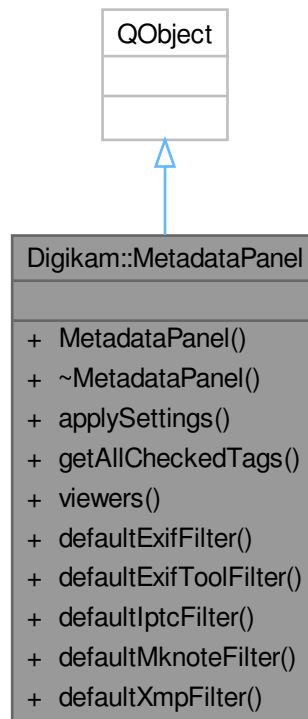 QObject
Digikam::MetadataPanel
+ MetadataPanel()
+ ~MetadataPanel()
+ applySettings()
+ getAllCheckedTags()
+ viewers()
+ defaultExifFilter()
+ defaultExifToolFilter()
+ defaultIptcFilter()
+ defaultMknoteFilter()
+ defaultXmpFilter()